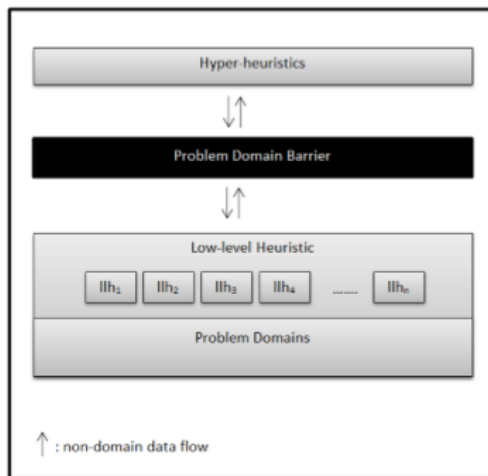 Hyper-heuristics
Problem Domain Barrier
Low-level Heuristic
llh₁ llh₂ llh₃ llh₄ ........ llhₙ
Problem Domains
: non-domain data flow